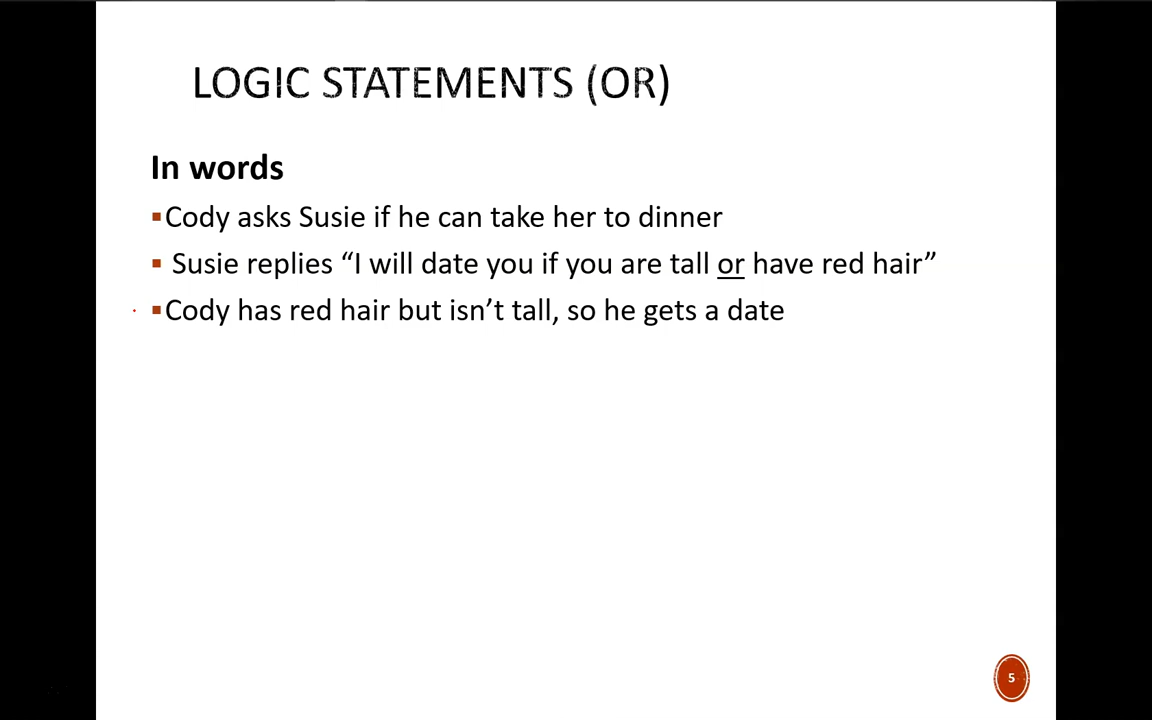 LOGIC STATEMENTS (OR)
In words
▪Cody asks Susie if he can take her to dinner
▪ Susie replies “I will date you if you are tall or have red hair”
▪Cody has red hair but isn’t tall, so he gets a date
5